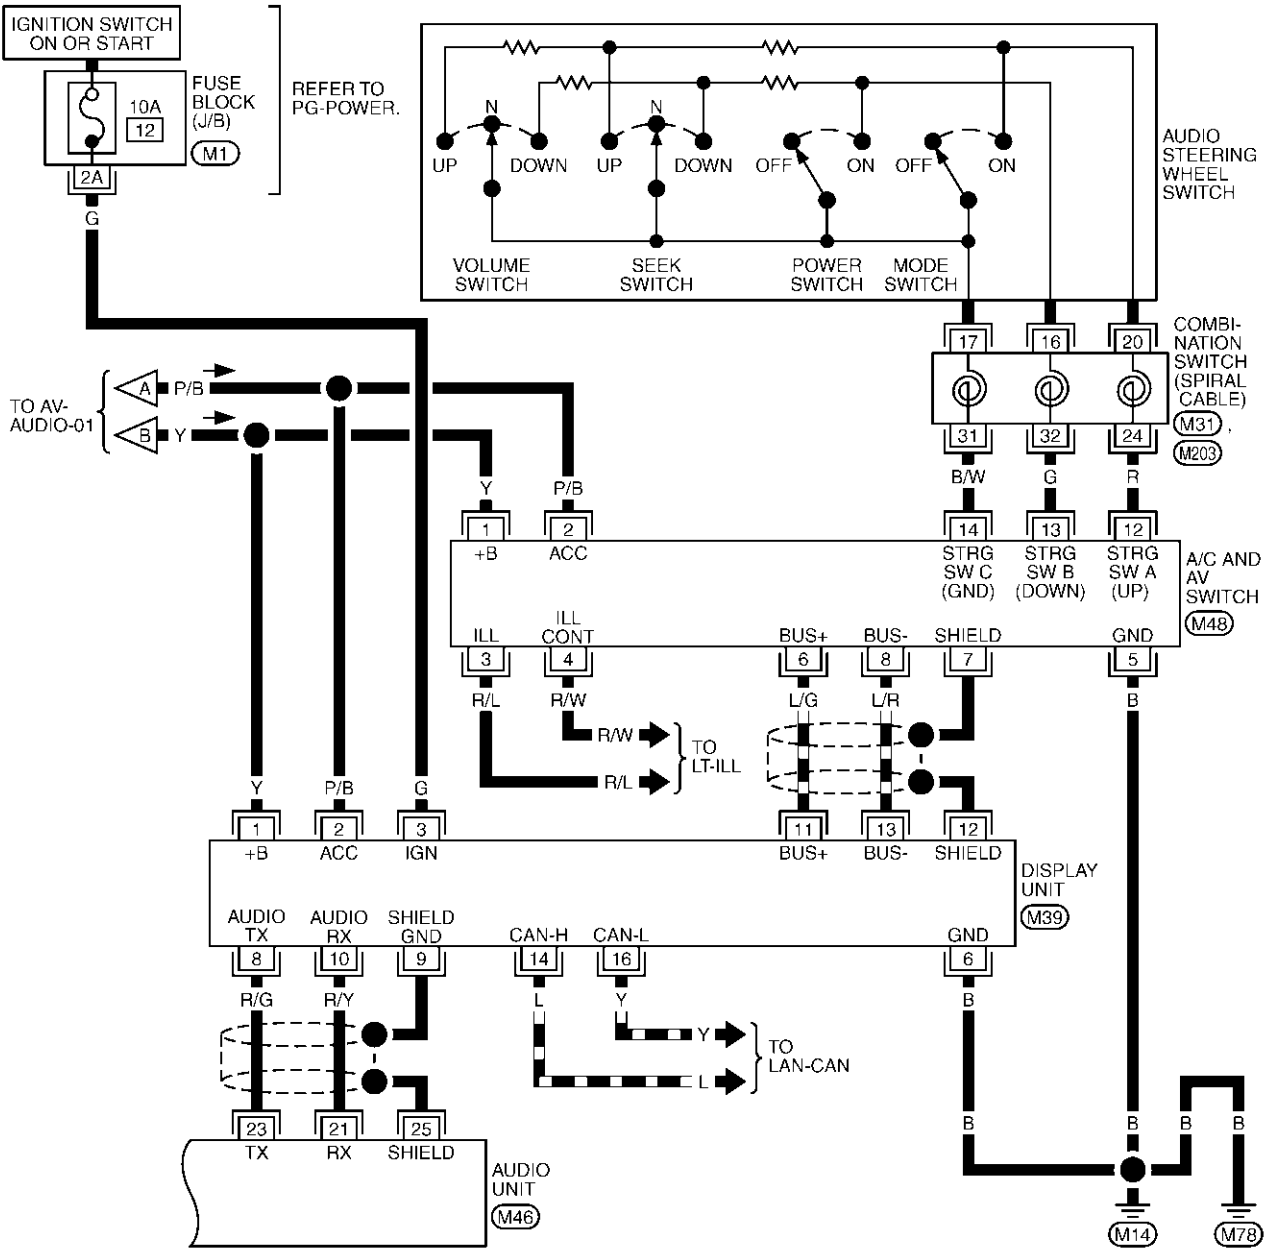 IGNITION SWITCH
ON OR START
10A
12
FUSE
BLOCK
(J/B)
M1
REFER TO
PG-POWER.
2A
G
N
N
UP
DOWN
UP
DOWN
OFF
ON
OFF
ON
VOLUME
SWITCH
SEEK
SWITCH
POWER
SWITCH
MODE
SWITCH
AUDIO
STEERING
WHEEL
SWITCH
17
16
20
COMBI-
NATION
SWITCH
(SPIRAL
CABLE)
M31 ,
M203
31
32
24
B/W
G
R
TO AV-
AUDIO-01
A P/B
B Y
Y
P/B
1
2
14
13
12
+B
ACC
STRG
SW C
(GND)
STRG
SW B
(DOWN)
STRG
SW A
(UP)
A/C AND
AV
SWITCH
M48
ILL
ILL
CONT
BUS+
BUS-
SHIELD
GND
3
4
6
8
7
5
R/L
R/W
L/G
L/R
B
R/W
R/L
TO
LT-ILL
Y
P/B
G
1
2
3
11
13
12
+B
ACC
IGN
BUS+
BUS-
SHIELD
DISPLAY
UNIT
M39
AUDIO
TX
AUDIO
RX
SHIELD
GND
CAN-H
CAN-L
GND
8
10
9
14
16
6
R/G
R/Y
L
Y
B
Y
L
TO
LAN-CAN
23
21
25
TX
RX
SHIELD
AUDIO
UNIT
M46
B
B
B
B
M14
M78